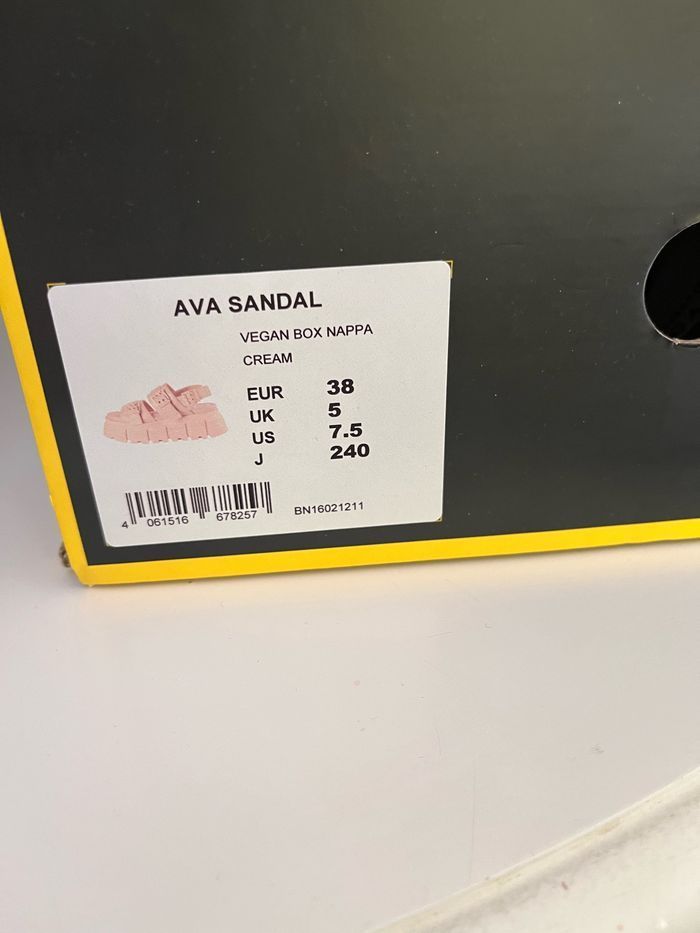 AVA SANDAL
VEGAN BOX NAPPA
CREAM
EUR 38
UK 5
US 7.5
J 240
4 061516 678257
BN16021211